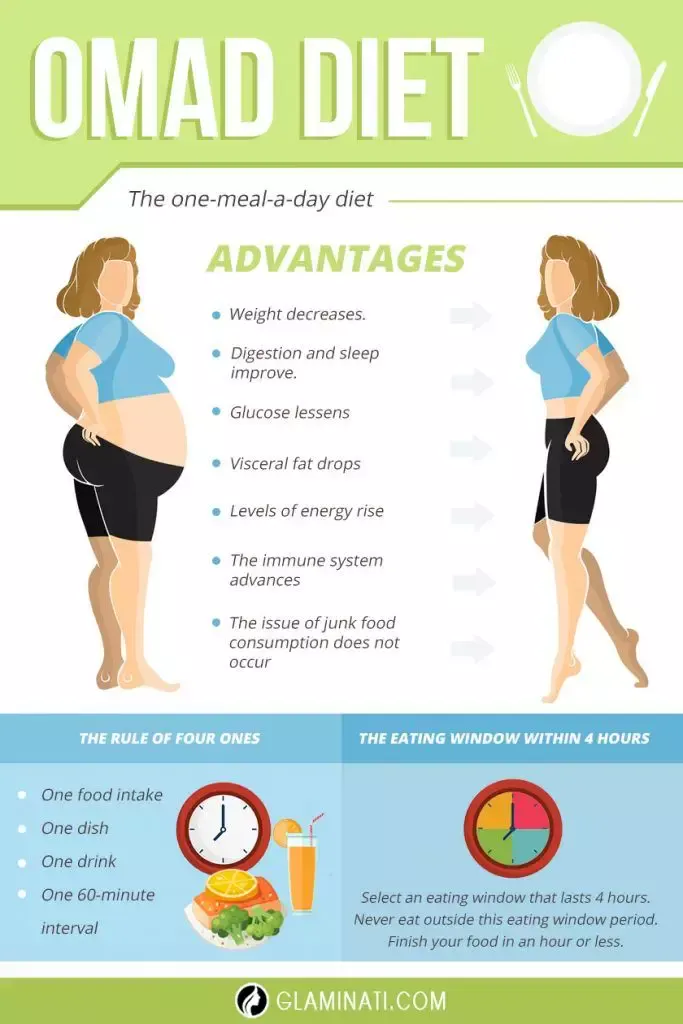 OMAD DIET
The one-meal-a-day diet
ADVANTAGES
Weight decreases.
Digestion and sleep
improve.
Glucose lessens
Visceral fat drops
Levels of energy rise
The immune system
advances
The issue of junk food
consumption does not
occur
THE RULE OF FOUR ONES
One food intake
One dish
One drink
One 60-minute
interval
THE EATING WINDOW WITHIN 4 HOURS
Select an eating window that lasts 4 hours.
Never eat outside this eating window period.
Finish your food in an hour or less.
GLAMINATI.COM